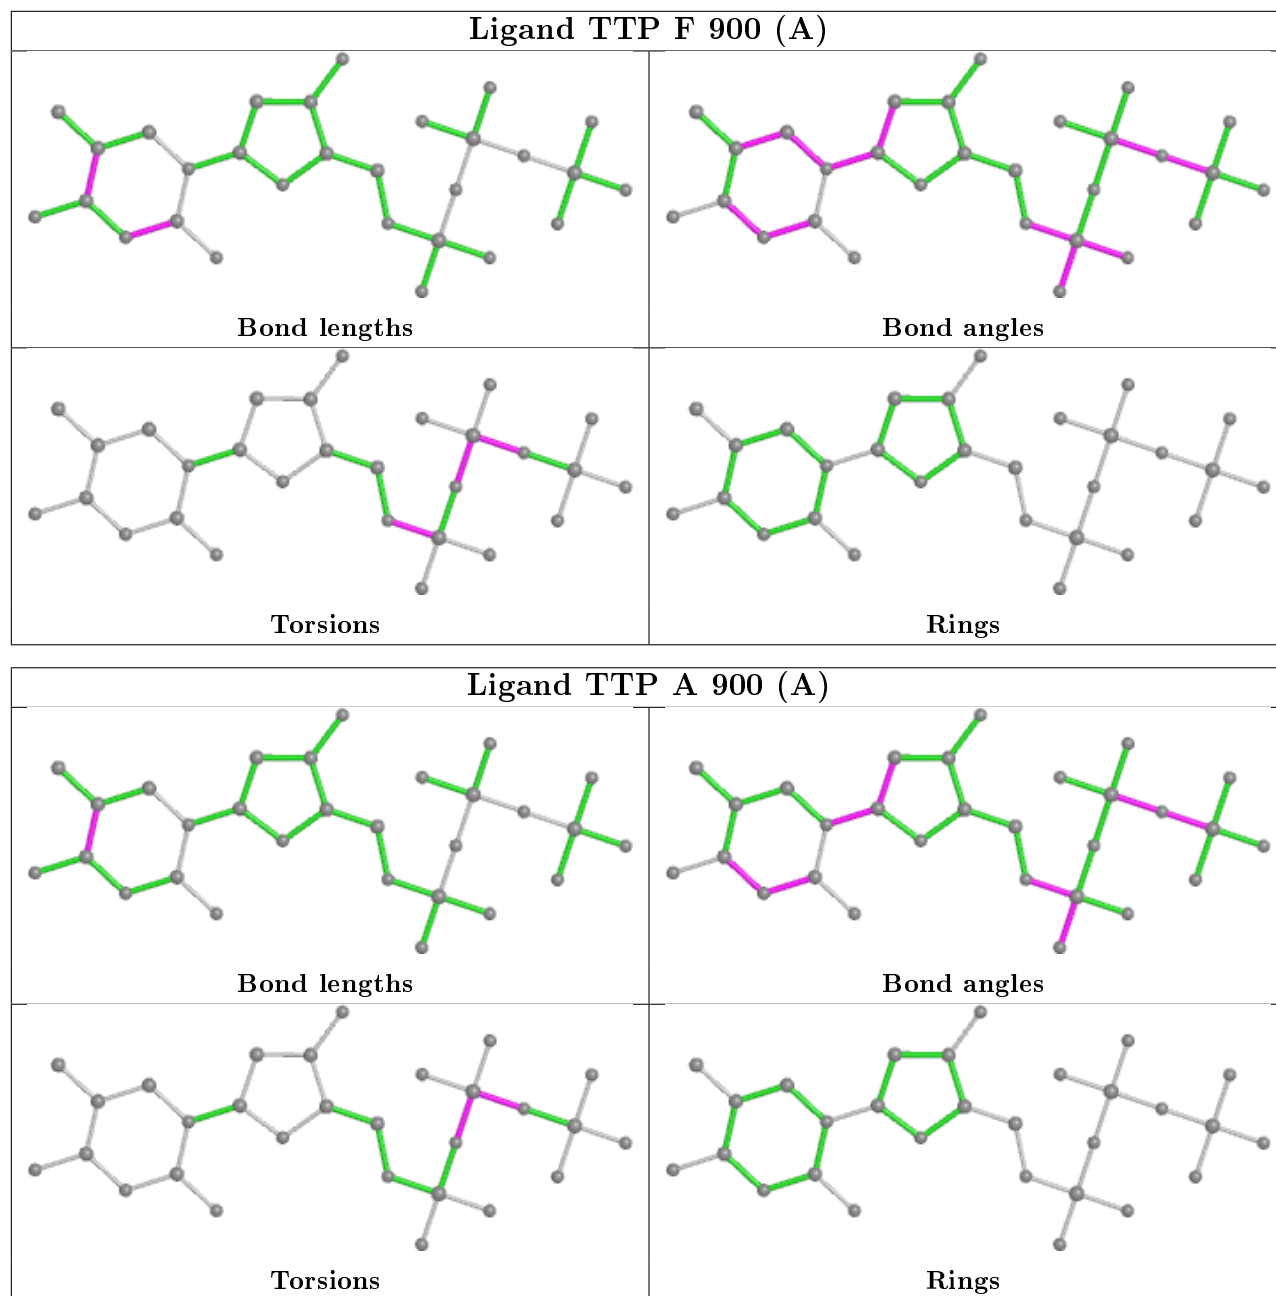 Ligand TTP F 900 (A)
Bond lengths
Bond angles
Torsions
Rings
Ligand TTP A 900 (A)
Bond lengths
Bond angles
Torsions
Rings